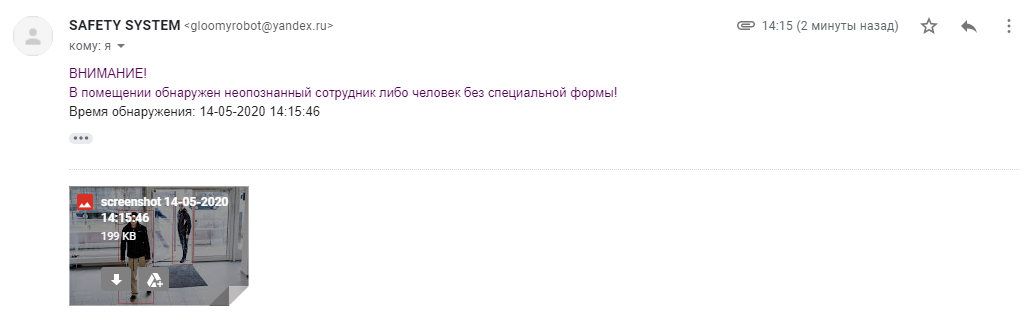 SAFETY SYSTEM <gloomyrobot@yandex.ru>
14:15 (2 минуты назад)
кому: я
ВНИМАНИЕ!
В помещении обнаружен неопознанный сотрудник либо человек без специальной формы!
Время обнаружения: 14-05-2020 14:15:46
screenshot 14-05-2020
14:15:46
199 KB